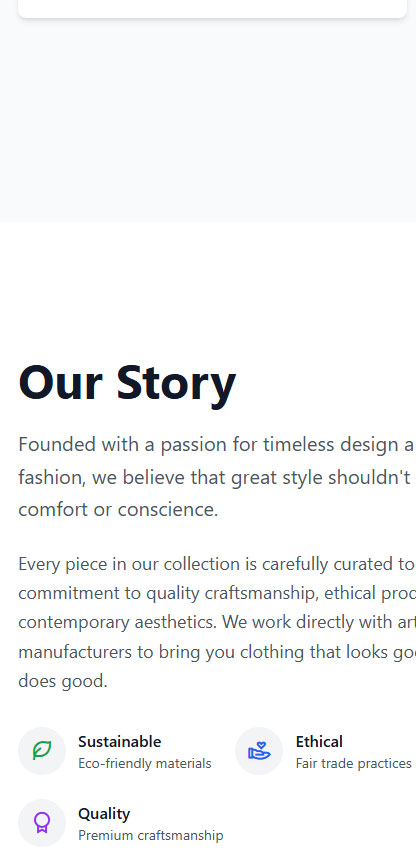 Our Story
Founded with a passion for timeless design a
fashion, we believe that great style shouldn't
comfort or conscience.
Every piece in our collection is carefully curated to
commitment to quality craftsmanship, ethical prod
contemporary aesthetics. We work directly with art
manufacturers to bring you clothing that looks go
does good.
Sustainable
Eco-friendly materials
Ethical
Fair trade practices
Quality
Premium craftsmanship